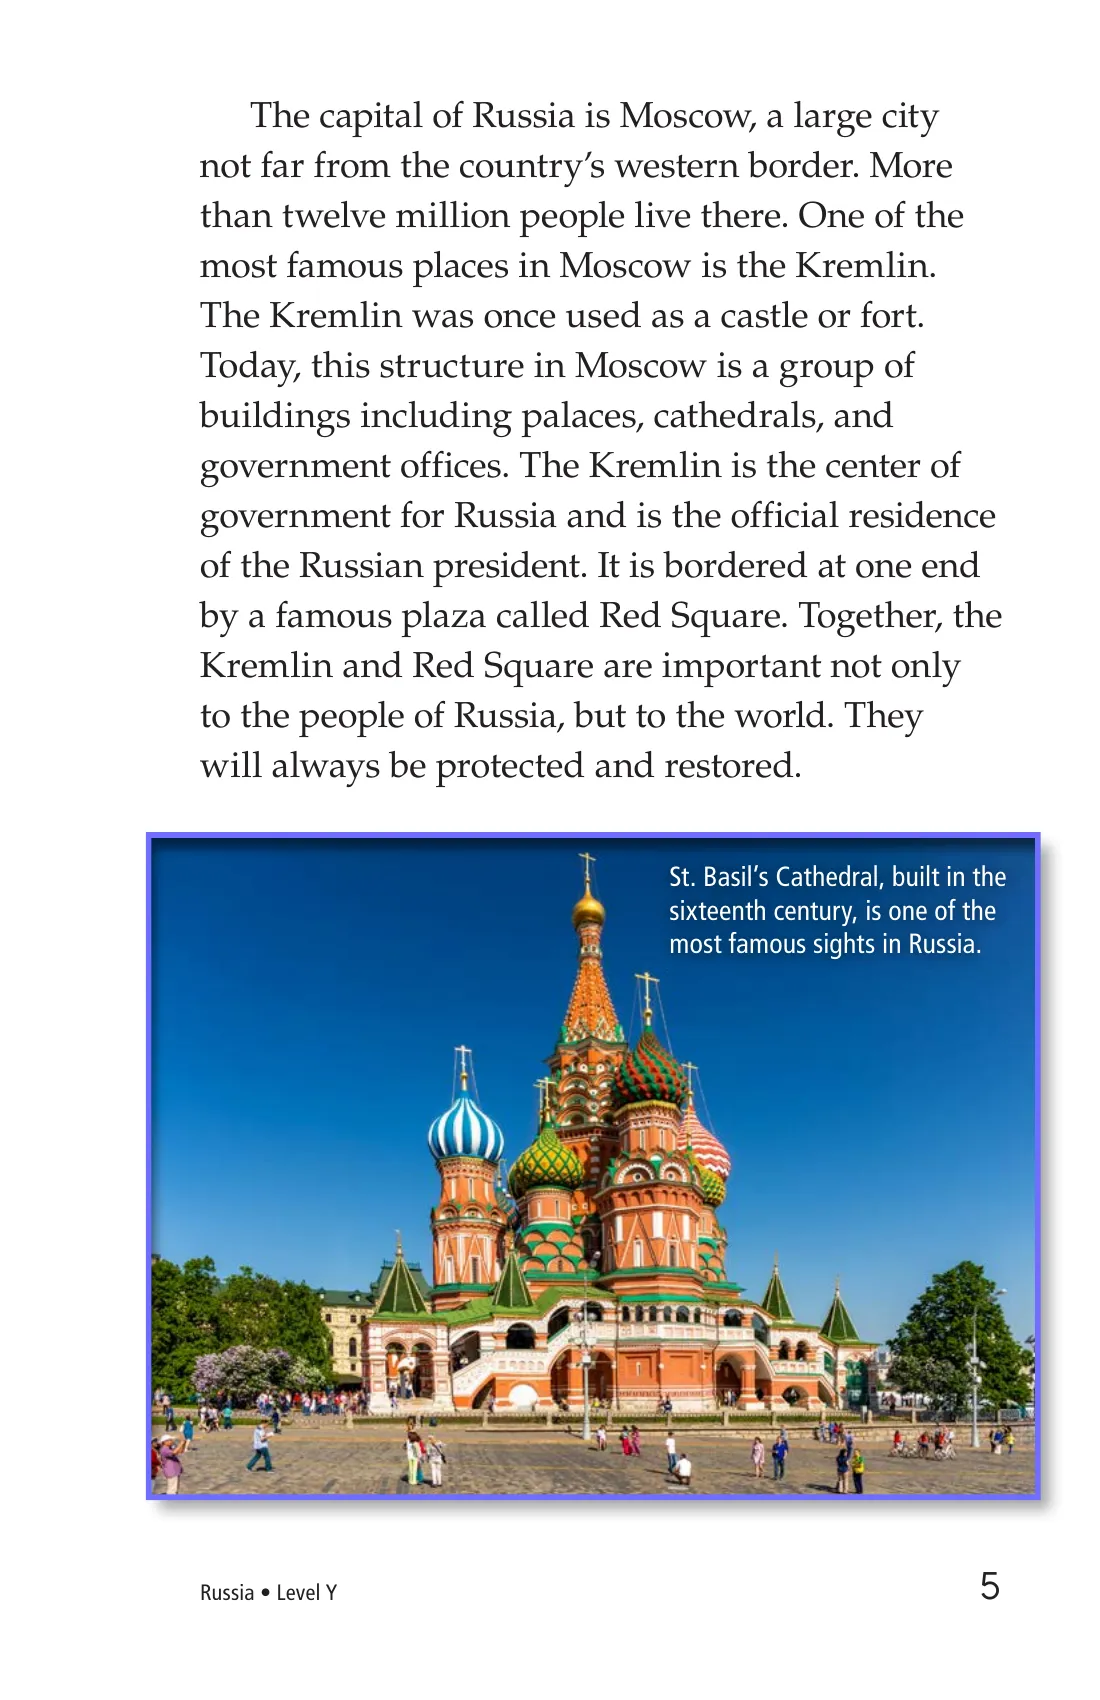 The capital of Russia is Moscow, a large city
not far from the country’s western border. More
than twelve million people live there. One of the
most famous places in Moscow is the Kremlin.
The Kremlin was once used as a castle or fort.
Today, this structure in Moscow is a group of
buildings including palaces, cathedrals, and
government offices. The Kremlin is the center of
government for Russia and is the official residence
of the Russian president. It is bordered at one end
by a famous plaza called Red Square. Together, the
Kremlin and Red Square are important not only
to the people of Russia, but to the world. They
will always be protected and restored.
St. Basil’s Cathedral, built in the
sixteenth century, is one of the
most famous sights in Russia.
Russia • Level Y
5